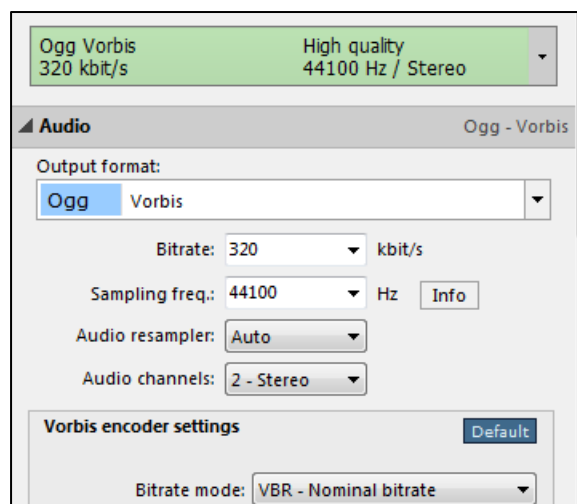 Ogg Vorbis High quality
320 kbit/s 44100 Hz / Stereo
Audio Ogg - Vorbis
Output format:
Ogg Vorbis
Bitrate: 320 kbit/s
Sampling freq.: 44100 Hz Info
Audio resampler: Auto
Audio channels: 2 - Stereo
Vorbis encoder settings Default
Bitrate mode: VBR - Nominal bitrate